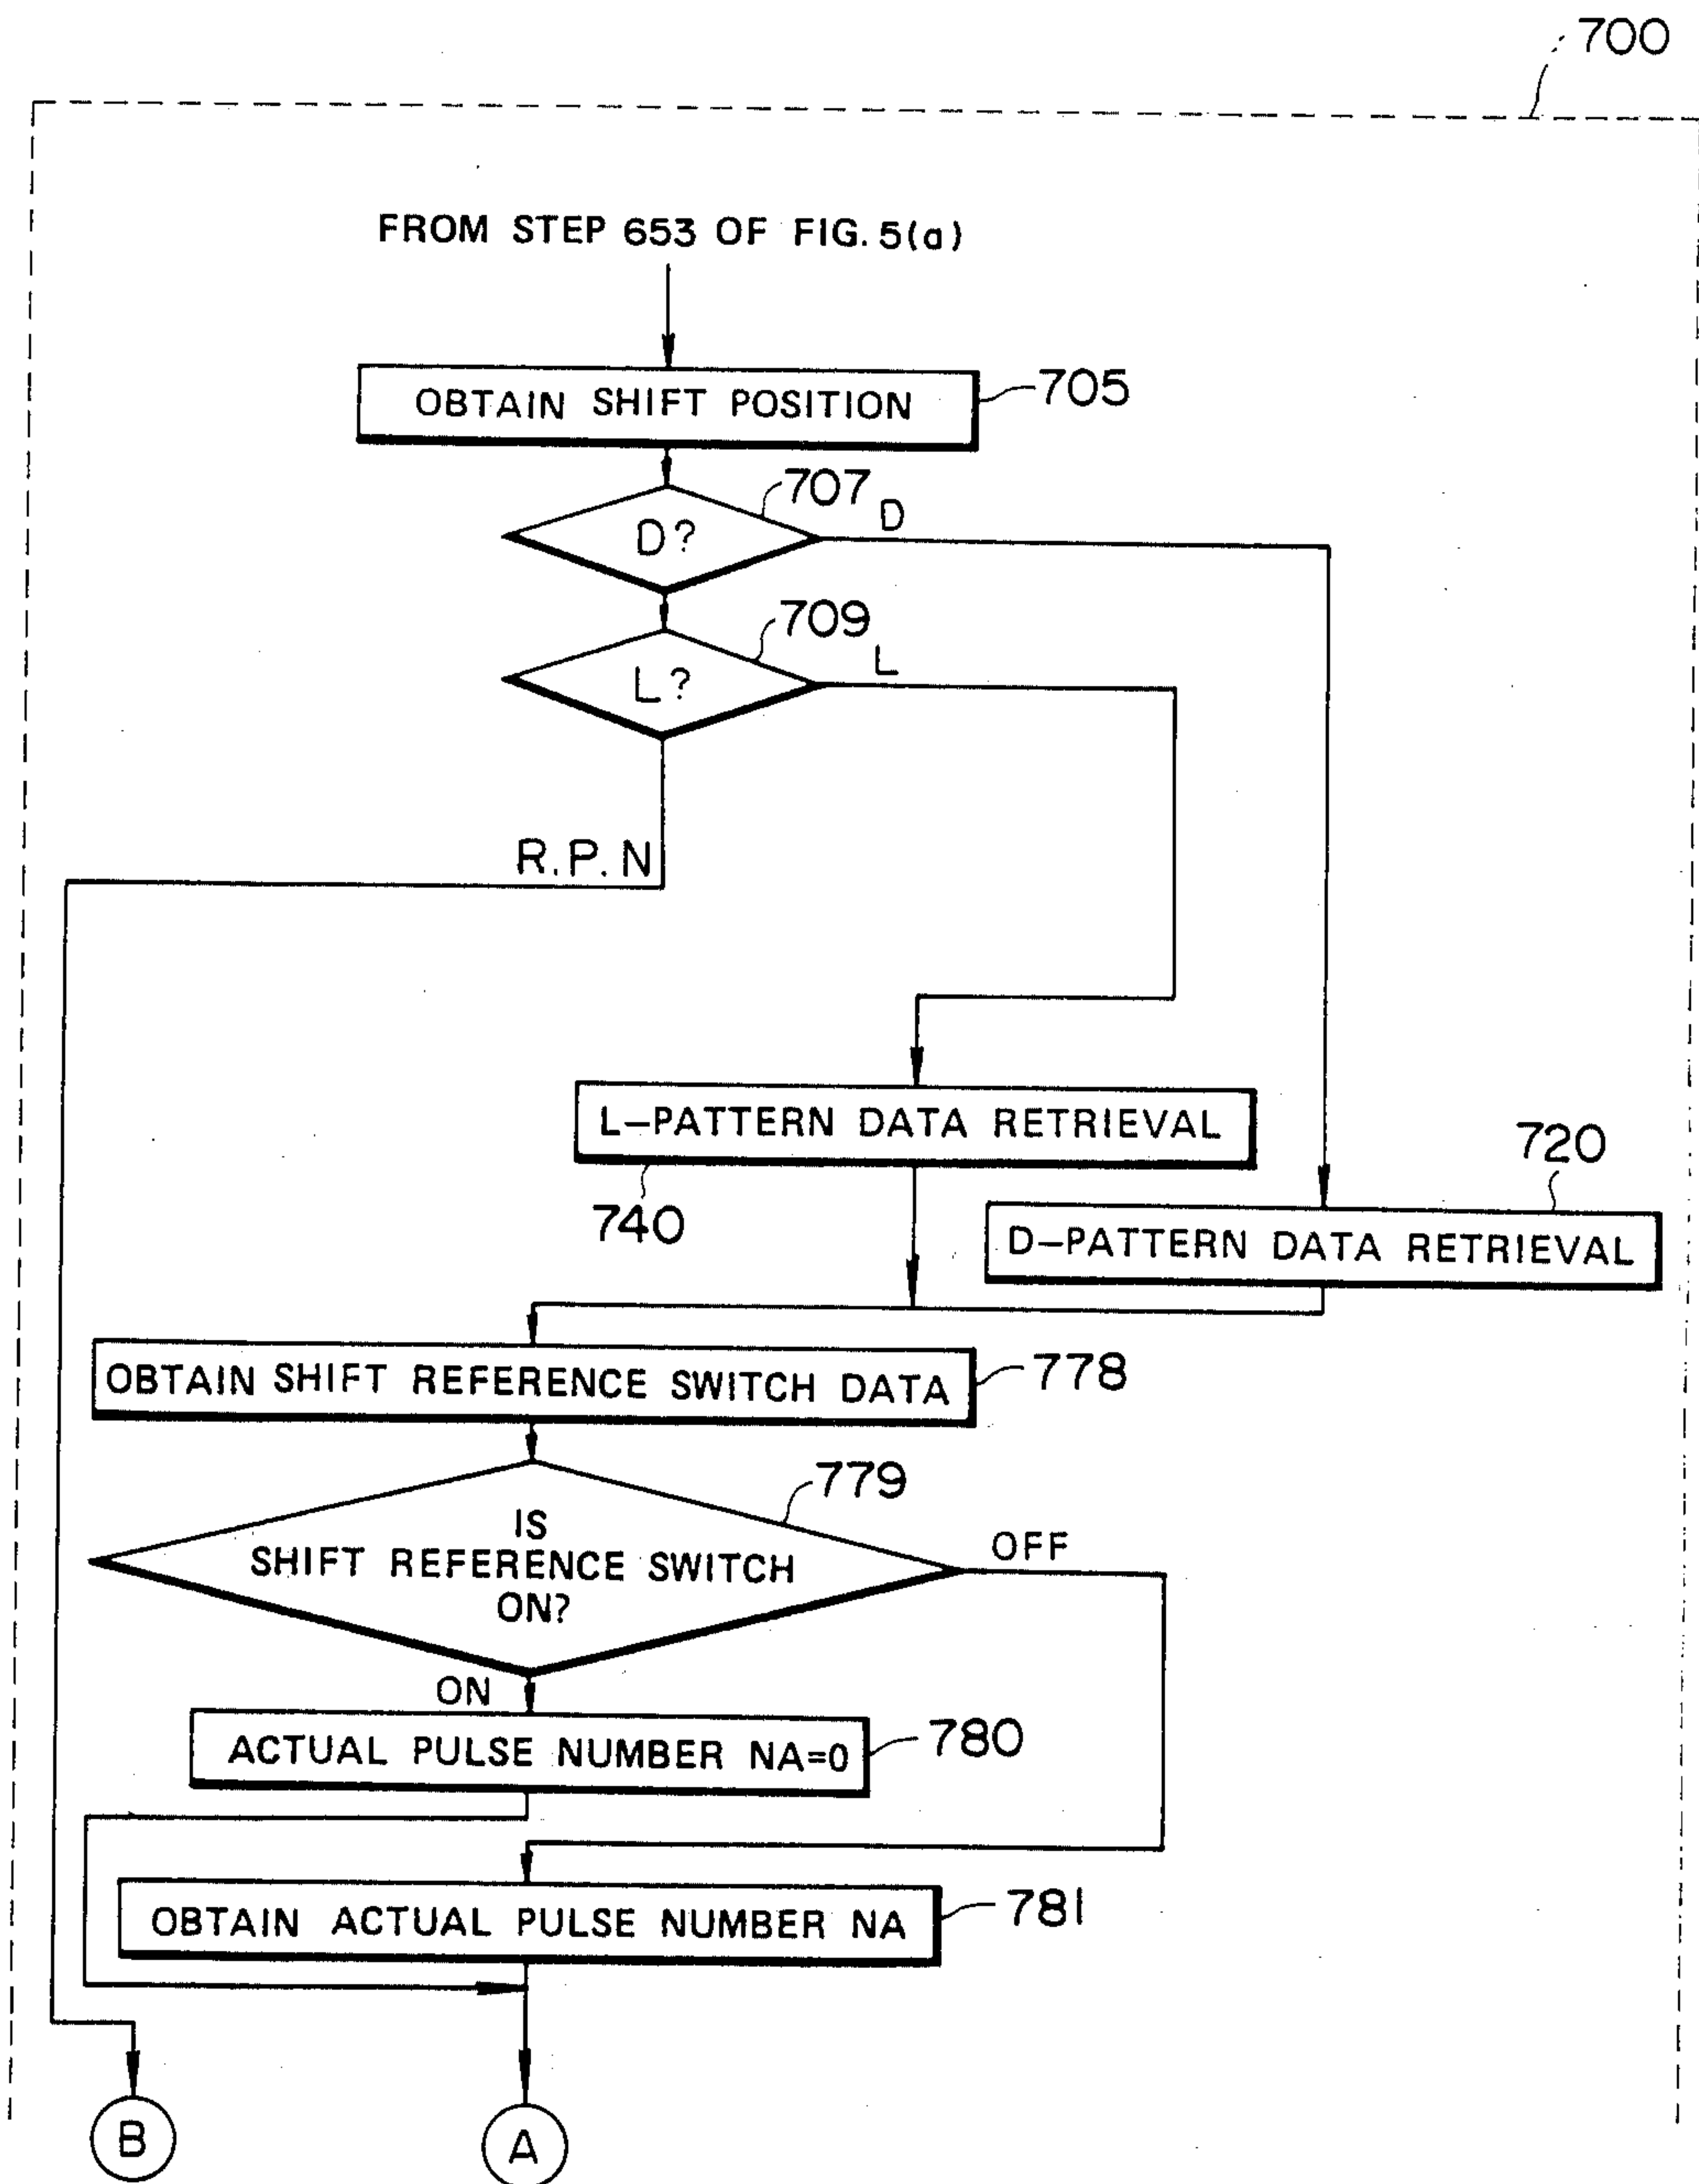 700
FROM STEP 653 OF FIG. 5(a)
OBTAIN SHIFT POSITION
705
707
D
D?
709
L
L?
R.P.N
L-PATTERN DATA RETRIEVAL
740
720
D-PATTERN DATA RETRIEVAL
OBTAIN SHIFT REFERENCE SWITCH DATA
778
779
IS
SHIFT REFERENCE SWITCH
ON?
OFF
ON
ACTUAL PULSE NUMBER NA=0
780
OBTAIN ACTUAL PULSE NUMBER NA
781
B
A